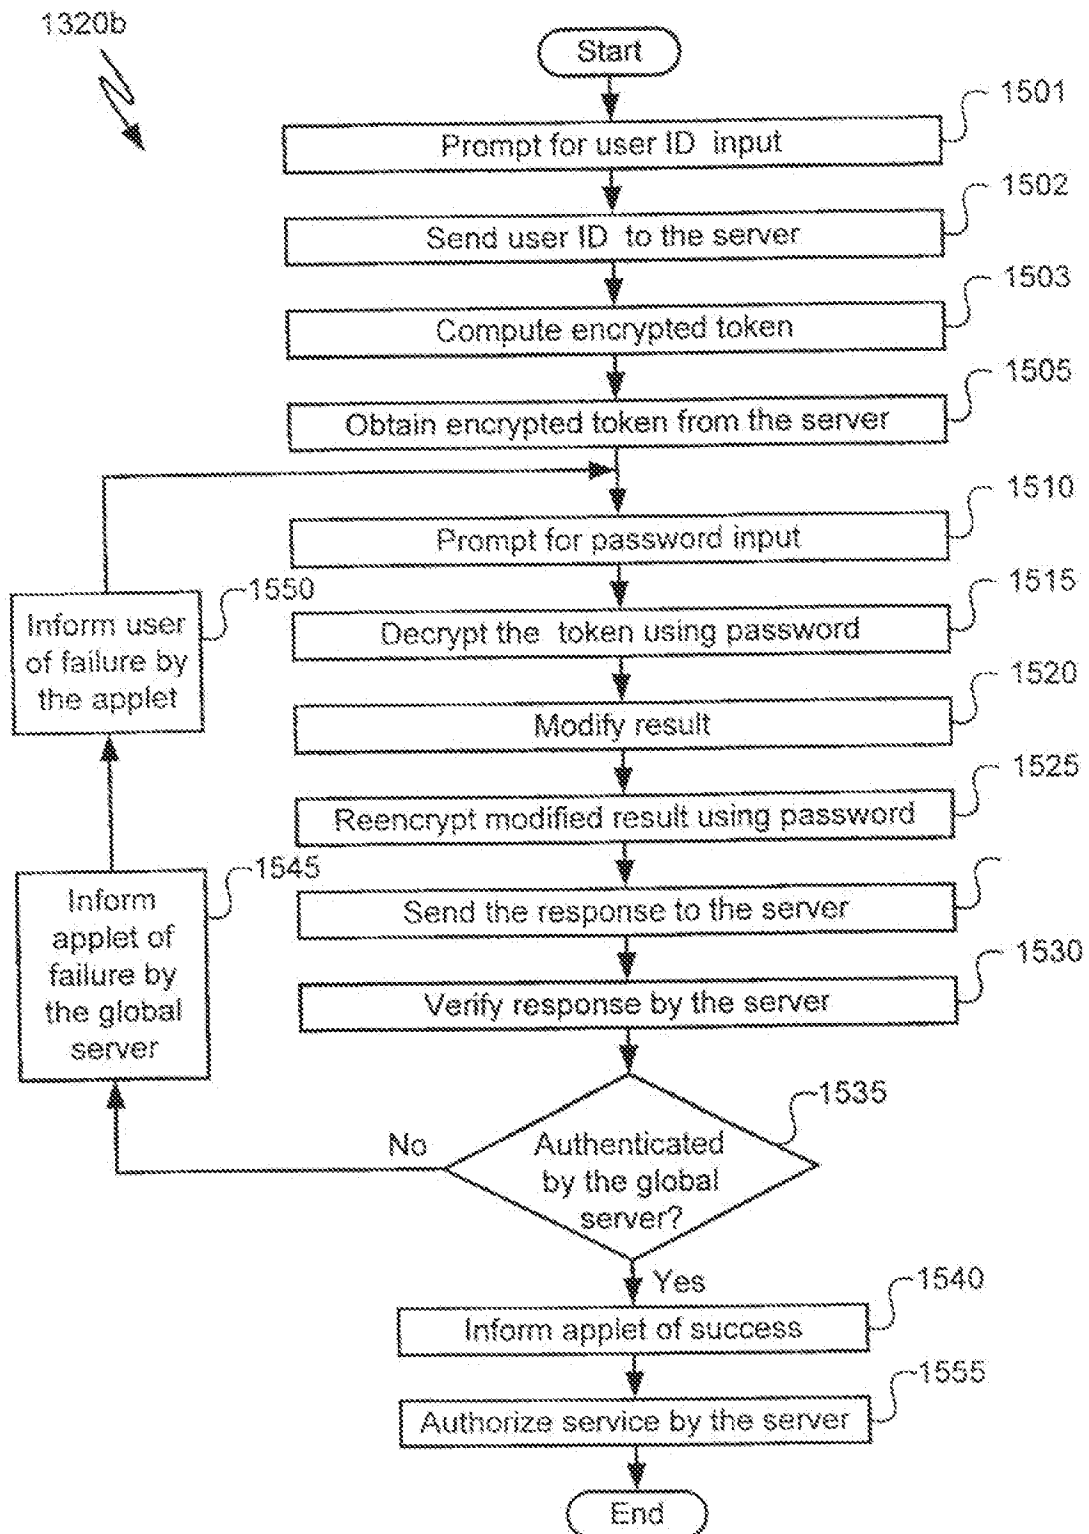 1320b
Start
1501
Prompt for user ID input
1502
Send user ID to the server
1503
Compute encrypted token
1505
Obtain encrypted token from the server
1510
Prompt for password input
1515
Decrypt the token using password
1520
Modify result
1525
Reencrypt modified result using password
Send the response to the server
1530
Verify response by the server
1535
Authenticated
by the global
server?
No
Yes
1545
Inform
applet of
failure by
the global
server
1550
Inform user
of failure by
the applet
1540
Inform applet of success
1555
Authorize service by the server
End